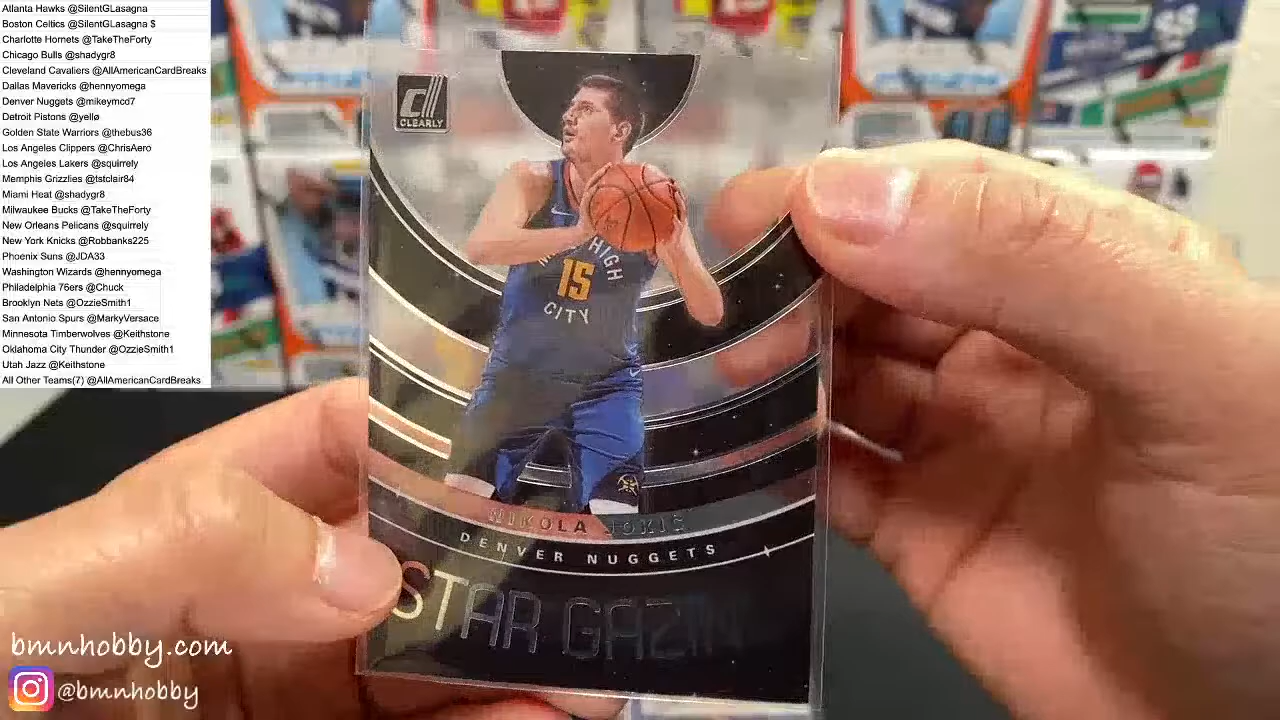 Atlanta Hawks @SilentGLasagna
Boston Celtics @SilentGLasagna $
Charlotte Hornets @TakeTheForty
Chicago Bulls @shadygr8
Cleveland Cavaliers @AllAmericanCardBreaks
Dallas Mavericks @hennyomega
Denver Nuggets @mikeymcd7
Detroit Pistons @yellø
Golden State Warriors @thebus36
Los Angeles Clippers @ChrisAero
Los Angeles Lakers @squirrely
Memphis Grizzlies @tstclair84
Miami Heat @shadygr8
Milwaukee Bucks @TakeTheForty
New Orleans Pelicans @squirrely
New York Knicks @Robbanks225
Phoenix Suns @JDA33
Washington Wizards @hennyomega
Philadelphia 76ers @Chuck
Brooklyn Nets @OzzieSmith1
San Antonio Spurs @MarkyVersace
Minnesota Timberwolves @Keithstone
Oklahoma City Thunder @OzzieSmith1
Utah Jazz @Keithstone
All Other Teams(7) @AllAmericanCardBreaks
CLEARLY
HIGH
15
CITY
NIKOLA JOKIC
DENVER NUGGETS
STAR GAZIN
bmnhobby.com
@bmnhobby